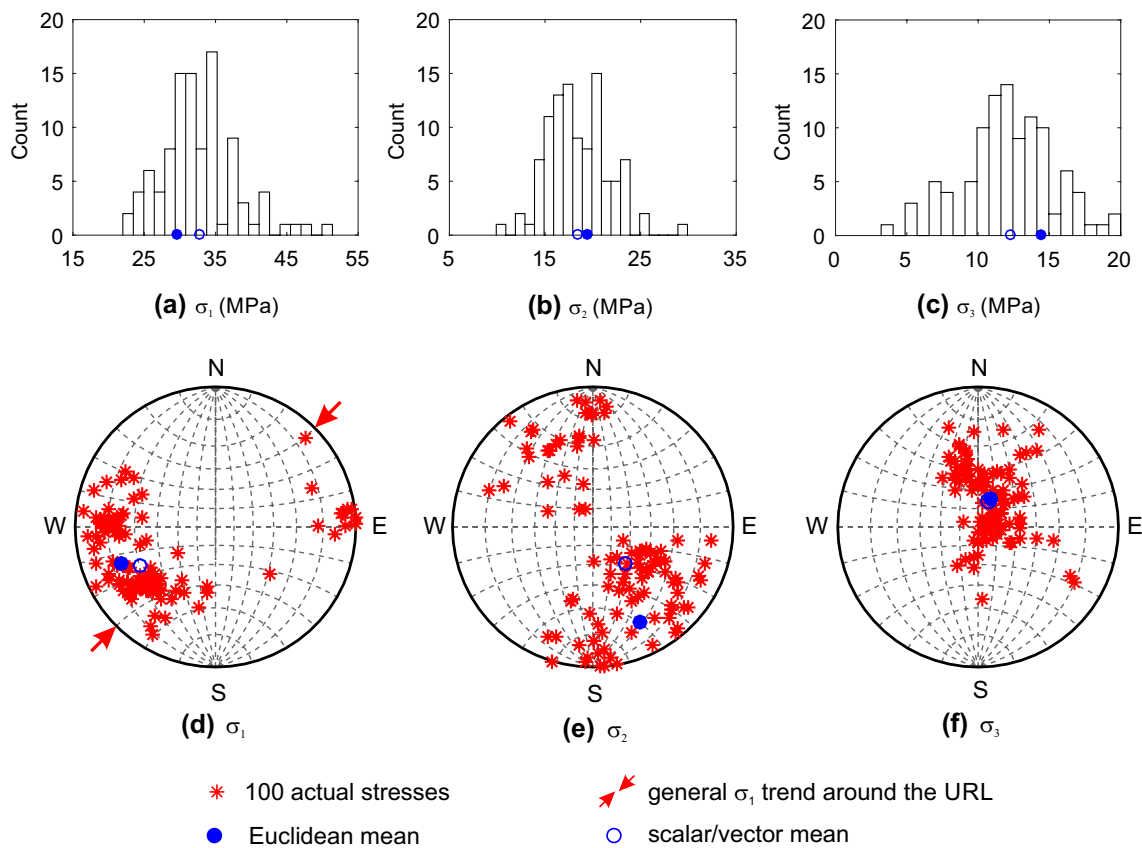 20 20 20
15 15 15
10 10 10
5 5 5
0 0 0
Count Count Count
15 25 35 45 55 5 15 25 35 0 5 10 15 20
(a) σ₁ (MPa) (b) σ₂ (MPa) (c) σ₃ (MPa)
N N N
W E W E W E
S S S
(d) σ₁ (e) σ₂ (f) σ₃
100 actual stresses general σ₁ trend around the URL
Euclidean mean scalar/vector mean